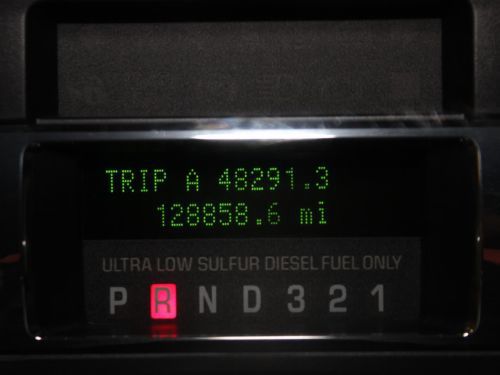 TRIP A 48291.3
128858.6 mi
ULTRA LOW SULFUR DIESEL FUEL ONLY
P R N D 3 2 1